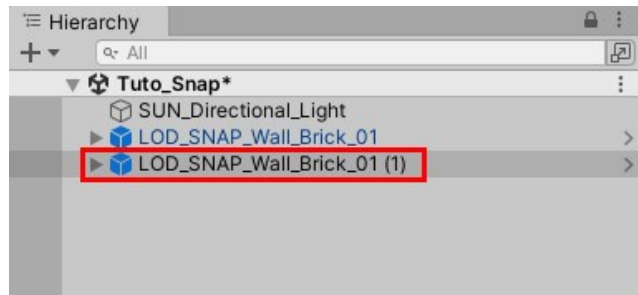 Hierarchy
All
Tuto_Snap*
SUN_Directional_Light
LOD_SNAP_Wall_Brick_01
LOD_SNAP_Wall_Brick_01 (1)